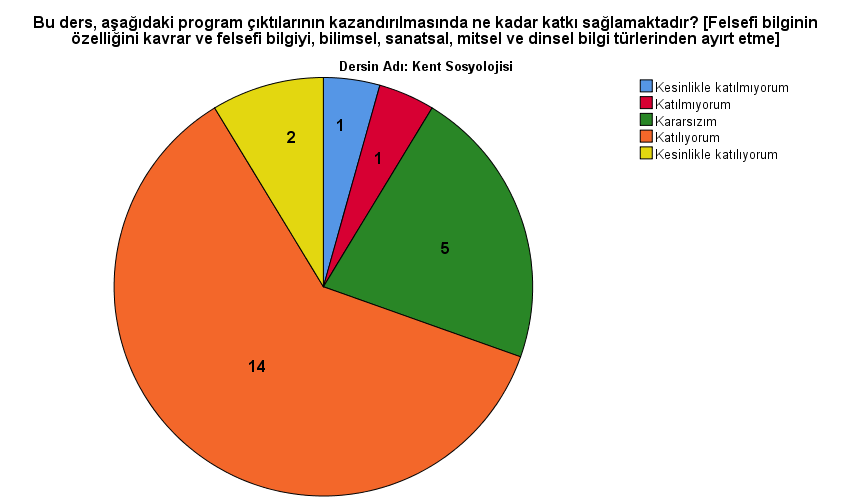 Bu ders, aşağıdaki program çıktılarının kazandırılmasında ne kadar katkı sağlamaktadır? [Felsefi bilginin
özelliğini kavrar ve felsefi bilgiyi, bilimsel, sanatsal, mitsel ve dinsel bilgi türlerinden ayırt etme]
Dersin Adı: Kent Sosyolojisi
Kesinlikle katılmıyorum
Katılmıyorum
Kararsızım
Katılıyorum
Kesinlikle katılıyorum
1
1
5
14
2